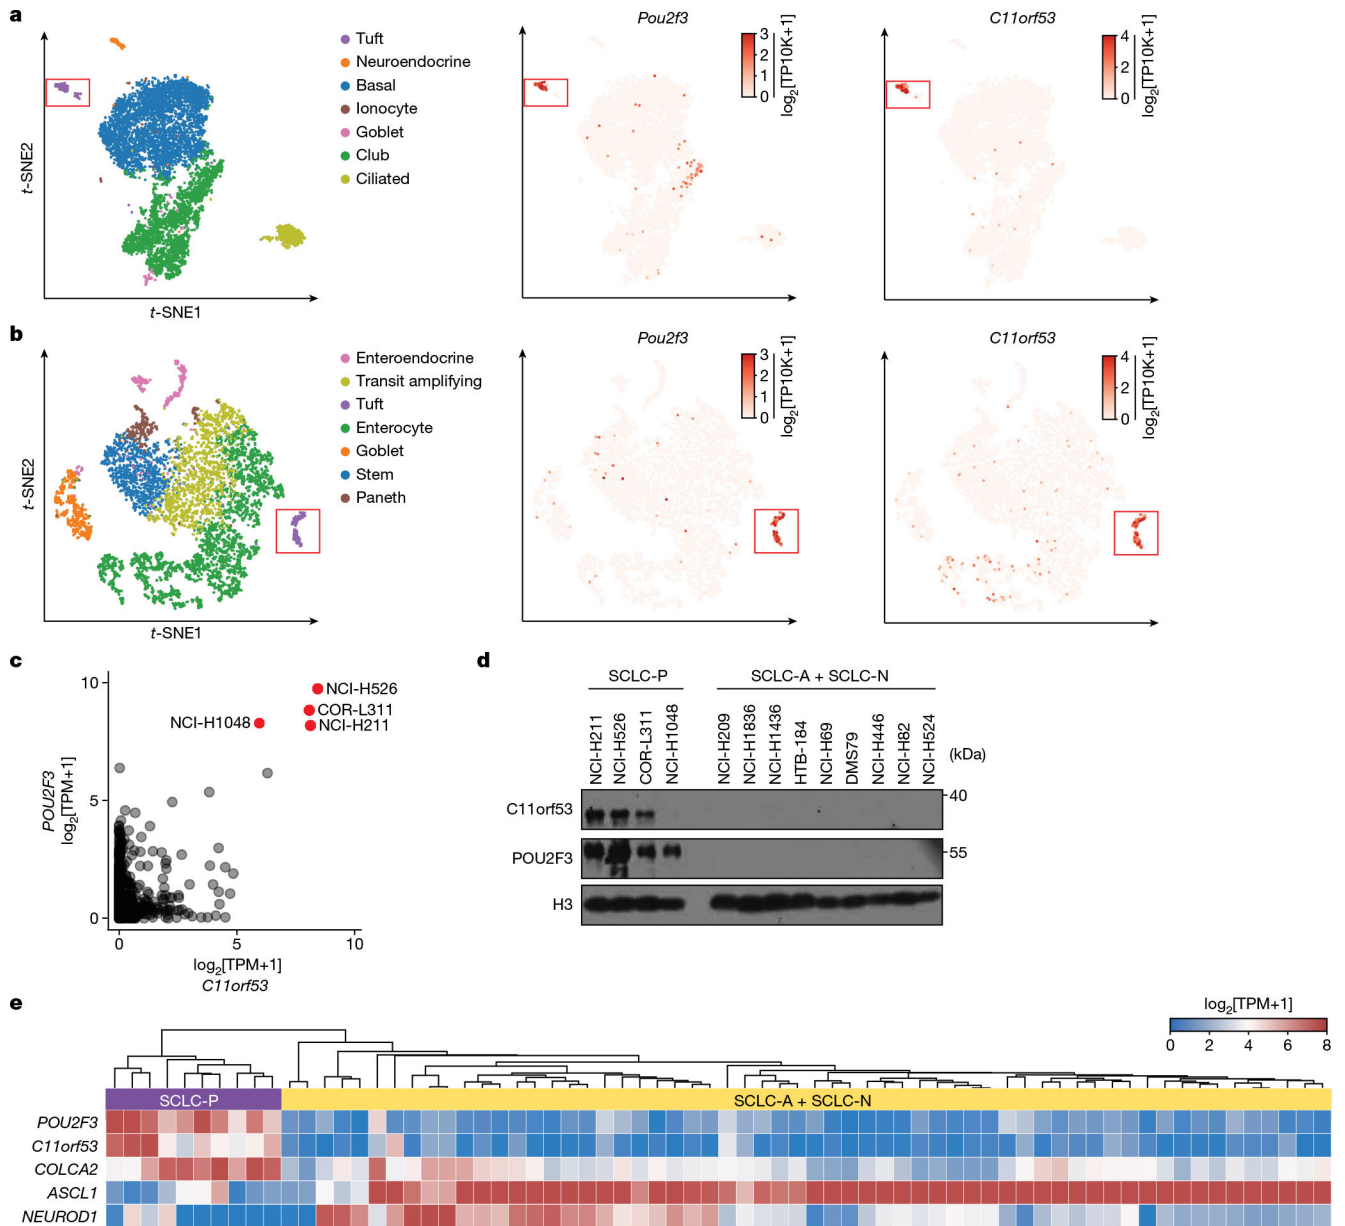 a
Pou2f3
C11orf53
t-SNE2
t-SNE1
Tuft
Neuroendocrine
Basal
Ionocyte
Goblet
Club
Ciliated
3
2
1
0
log2[TP10K+1]
4
2
0
log2[TP10K+1]
b
Pou2f3
C11orf53
t-SNE2
t-SNE1
Enteroendocrine
Transit amplifying
Tuft
Enterocyte
Goblet
Stem
Paneth
3
2
1
0
log2[TP10K+1]
4
2
0
log2[TP10K+1]
c
POU2F3
log2[TPM+1]
10
5
0
NCI-H526
COR-L311
NCI-H211
NCI-H1048
0 5 10
log2[TPM+1]
C11orf53
d
SCLC-P
SCLC-A + SCLC-N
NCI-H211
NCI-H526
COR-L311
NCI-H1048
NCI-H209
NCI-H1836
NCI-H1436
HTB-184
NCI-H69
DMS79
NCI-H446
NCI-H82
NCI-H524
(kDa)
C11orf53
40
POU2F3
55
H3
e
log2[TPM+1]
0 2 4 6 8
SCLC-P
SCLC-A + SCLC-N
POU2F3
C11orf53
COLCA2
ASCL1
NEUROD1